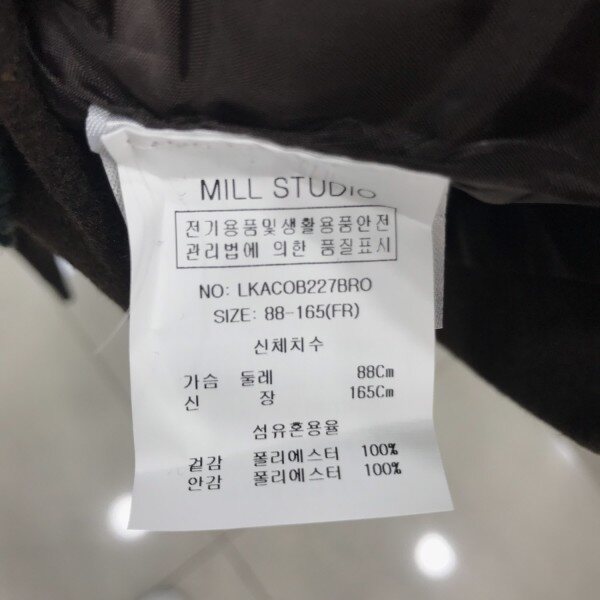 MILL STUDIO
전기용품및생활용품안전
관리법에 의한 품질표시
NO: LKACOB227BRO
SIZE: 88-165(FR)
신체치수
가슴 둘레 88Cm
신 장 165Cm
섬유혼용율
겉감 폴리에스터 100%
안감 폴리에스터 100%